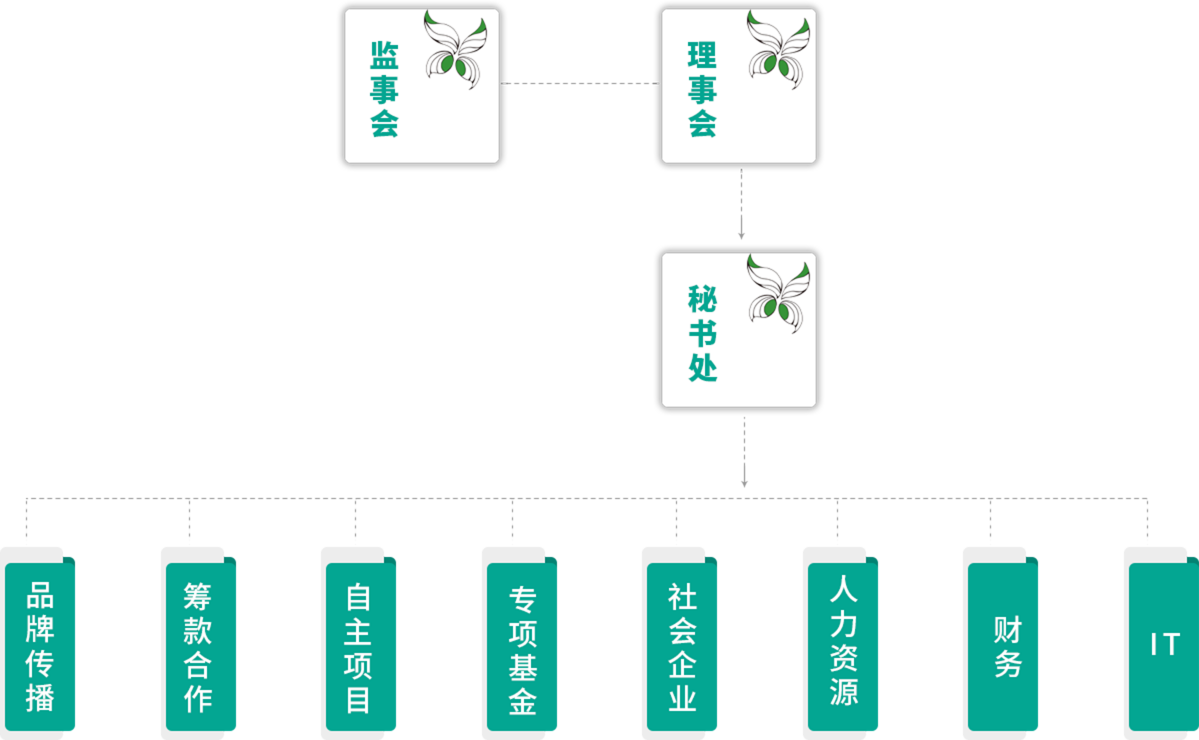 监事会
理事会
秘书处
品牌传播
筹款合作
自主项目
专项基金
社会企业
人力资源
财务
IT